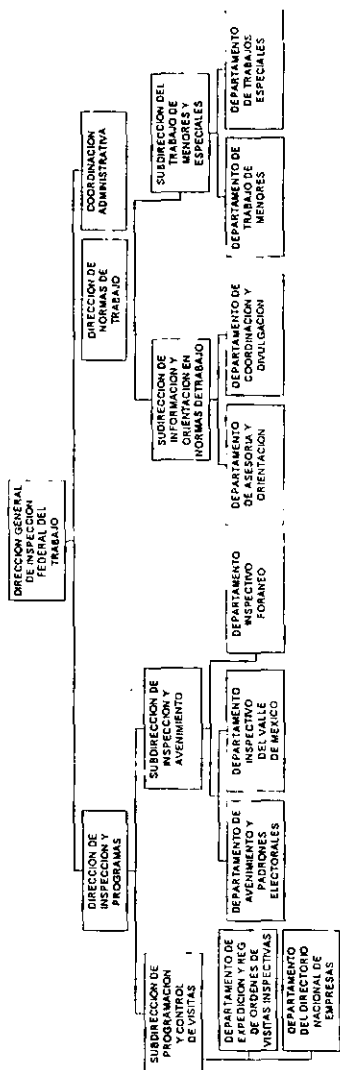 DIRECCION GENERAL
DE INSPECCION
FEDERAL DEL
TRABAJO
DIRECCION DE
INSPECCION Y
PROGRAMAS
DIRECCION DE
NORMAS DE
TRABAJO
COORDINACION
ADMINISTRATIVA
SUBDIRECCION DE
PROGRAMACION
Y CONTROL
DE VISITAS
SUBDIRECCION DE
INSPECCION Y
AVENIMIENTO
SUDIRECCION DE
INFORMACION Y
ORIENTACION EN
NORMAS DETRABAJO
SUBDIRECCION DEL
TRABAJO DE
MENORES Y
ESPECIALES
DEPARTAMENTO DE
EXPEDICION Y REG
DE ORDENES DE
VISITAS INSPECTIVAS
DEPARTAMENTO
DEL DIRECTORIO
NACIONAL DE
EMPRESAS
DEPARTAMENTO DE
AVENIMIENTO Y
PADRONES
ELECTORALES
DEPARTAMENTO
INSPECTIVO
DEL VALLE
DE MEXICO
DEPARTAMENTO
INSPECTIVO
FORANEO
DEPARTAMENTO
DE ASESORIA Y
ORIENTACION
DEPARTAMENTO DE
COORDINACION Y
DIVULGACION
DEPARTAMENTO DE
TRABAJO DE
MENORES
DEPARTAMENTO
DE TRABAJOS
ESPECIALES